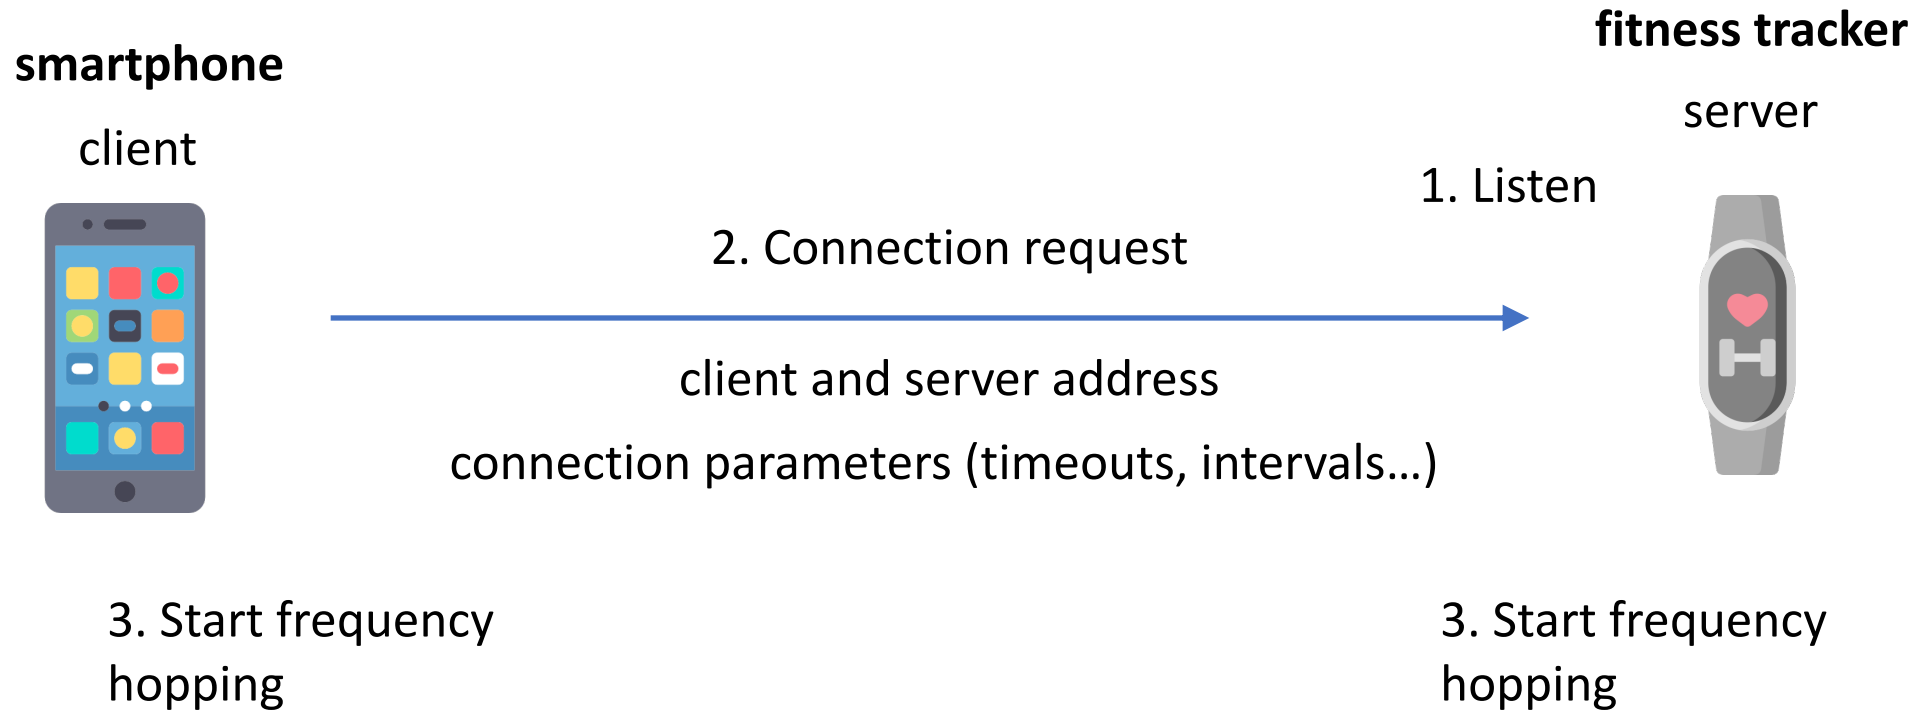 smartphone
client
fitness tracker
server
1. Listen
2. Connection request
client and server address
connection parameters (timeouts, intervals...)
3. Start frequency
hopping
3. Start frequency
hopping